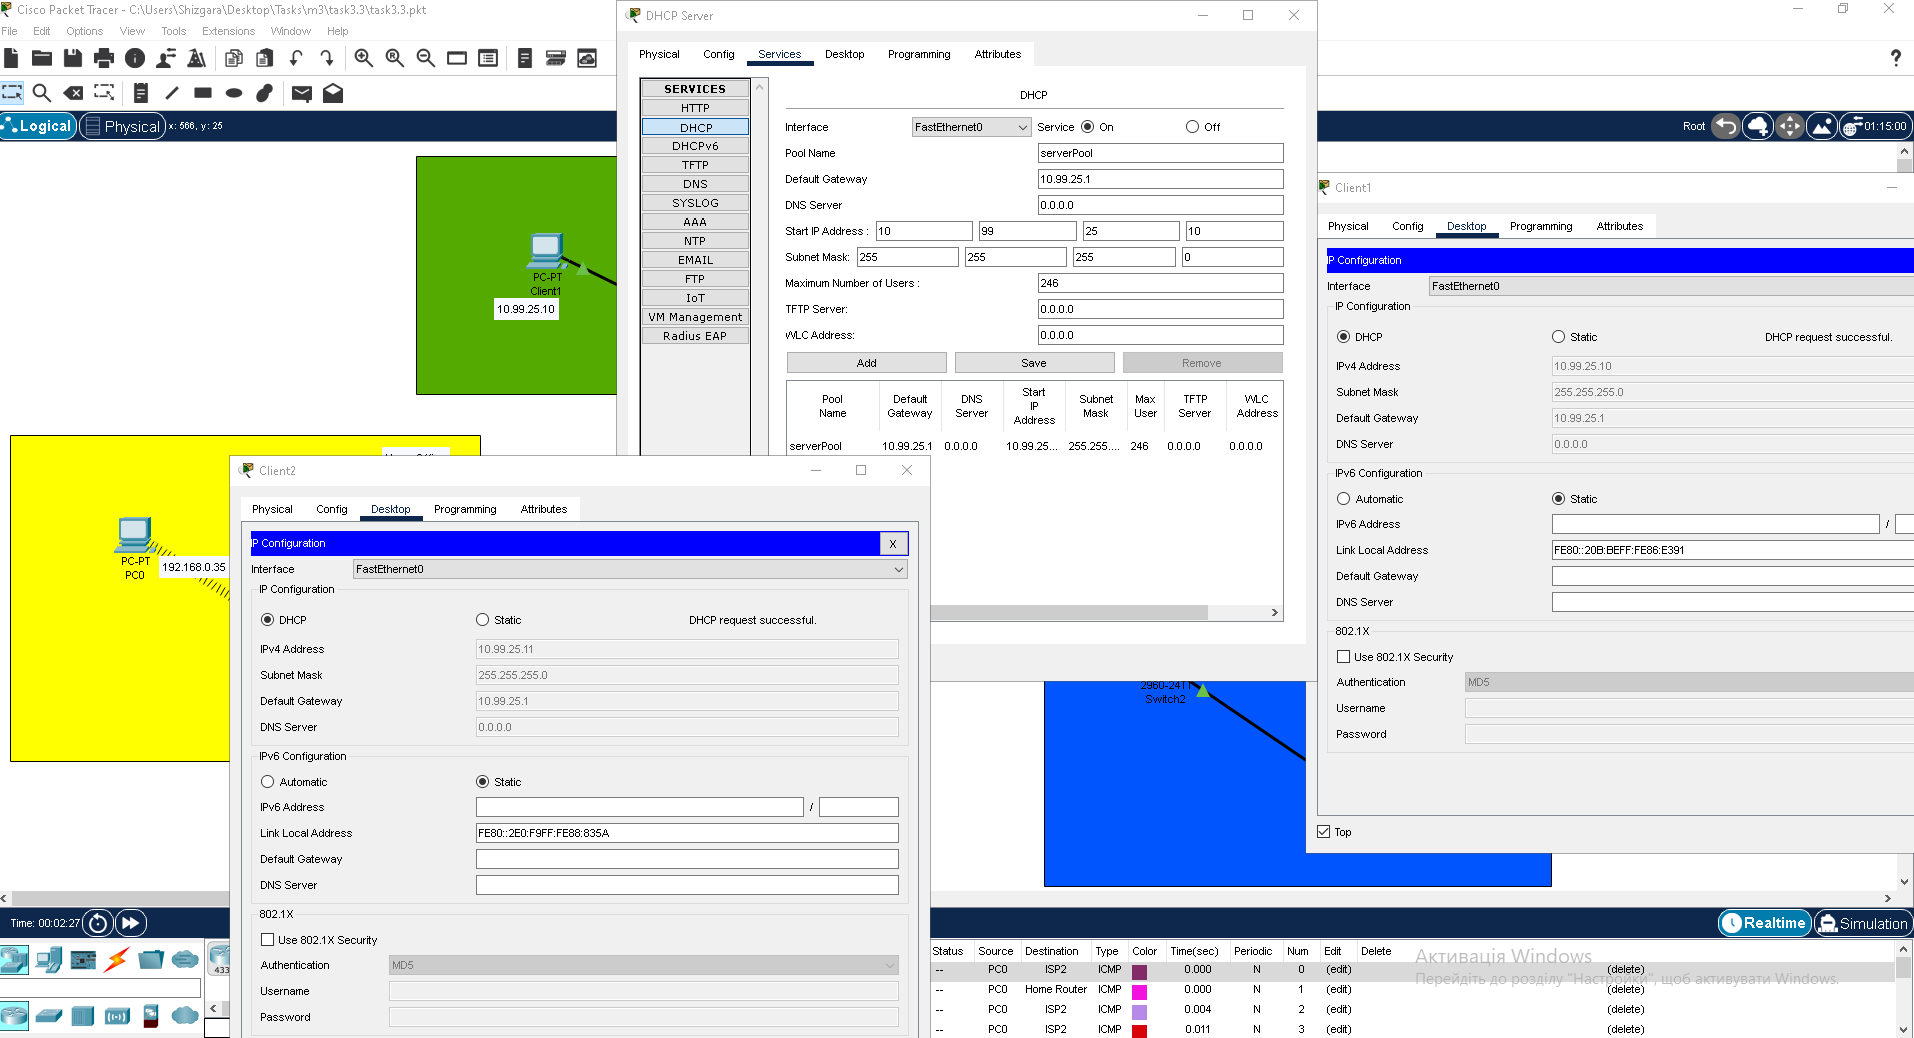 Cisco Packet Tracer - C:\Users\Shizgara\Desktop\Tasks\m3\task3.3\task3.3.pkt
File Edit Options View Tools Extensions Window Help
Logical Physical x: 566, y: 25
Root 01:15:00
PC-PT
Client1
10.99.25.10
PC-PT
PC0
192.168.0.35
2960-24TT
Switch2
DHCP Server
Physical Config Services Desktop Programming Attributes
SERVICES
HTTP
DHCP
DHCPv6
TFTP
DNS
SYSLOG
AAA
NTP
EMAIL
FTP
IoT
VM Management
Radius EAP
DHCP
Interface FastEthernet0 Service On Off
Pool Name serverPool
Default Gateway 10.99.25.1
DNS Server 0.0.0.0
Start IP Address : 10 99 25 10
Subnet Mask: 255 255 255 0
Maximum Number of Users : 246
TFTP Server: 0.0.0.0
WLC Address: 0.0.0.0
Add Save Remove
Pool Name Default Gateway DNS Server Start IP Address Subnet Mask Max User TFTP Server WLC Address
serverPool 10.99.25.1 0.0.0.0 10.99.25... 255.255.... 246 0.0.0.0 0.0.0.0
Client1
Physical Config Desktop Programming Attributes
IP Configuration
Interface FastEthernet0
IP Configuration
DHCP Static DHCP request successful.
IPv4 Address 10.99.25.10
Subnet Mask 255.255.255.0
Default Gateway 10.99.25.1
DNS Server 0.0.0.0
IPv6 Configuration
Automatic Static
IPv6 Address /
Link Local Address FE80::20B:BEFF:FE86:E391
Default Gateway
DNS Server
802.1X
Use 802.1X Security
Authentication MD5
Username
Password
Top
Client2
Physical Config Desktop Programming Attributes
IP Configuration X
Interface FastEthernet0
IP Configuration
DHCP Static DHCP request successful.
IPv4 Address 10.99.25.11
Subnet Mask 255.255.255.0
Default Gateway 10.99.25.1
DNS Server 0.0.0.0
IPv6 Configuration
Automatic Static
IPv6 Address /
Link Local Address FE80::2E0:F9FF:FE88:835A
Default Gateway
DNS Server
802.1X
Use 802.1X Security
Authentication MD5
Username
Password
Time: 00:02:27
Realtime Simulation
433
Status Source Destination Type Color Time(sec) Periodic Num Edit Delete
-- PC0 ISP2 ICMP 0.000 N 0 (edit) (delete)
-- PC0 Home Router ICMP 0.000 N 1 (edit) (delete)
-- PC0 ISP2 ICMP 0.004 N 2 (edit) (delete)
-- PC0 ISP2 ICMP 0.011 N 3 (edit) (delete)
Активація Windows
Перейдіть до розділу "Настройки", щоб активувати Windows.